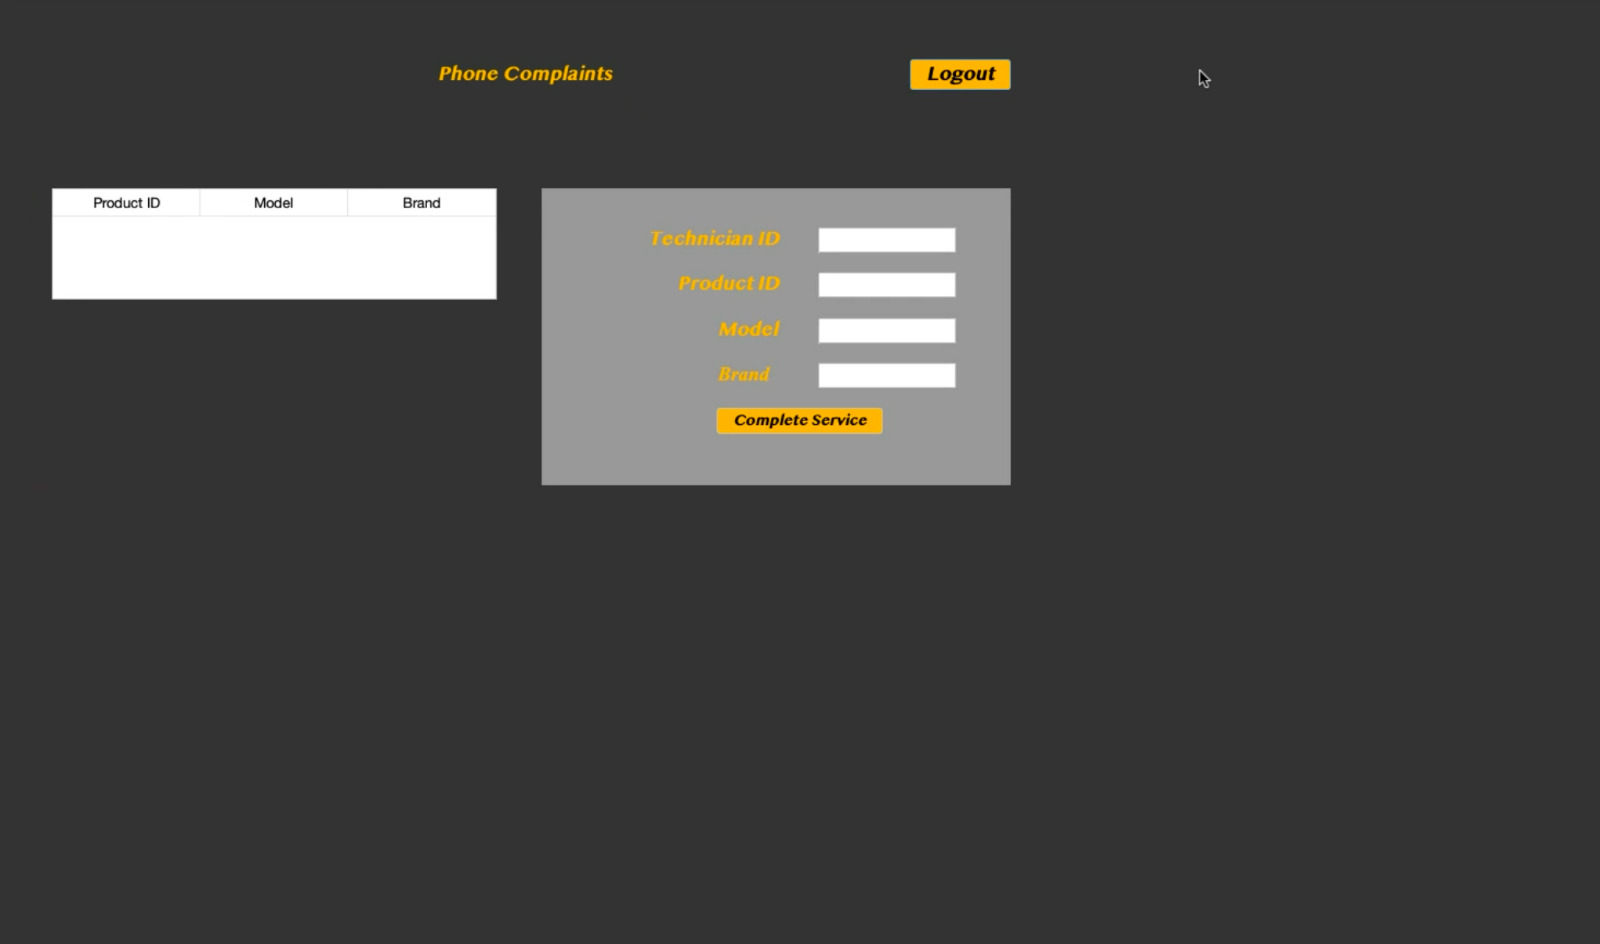 Phone Complaints
Logout
Product ID Model Brand
Technician ID
Product ID
Model
Brand
Complete Service